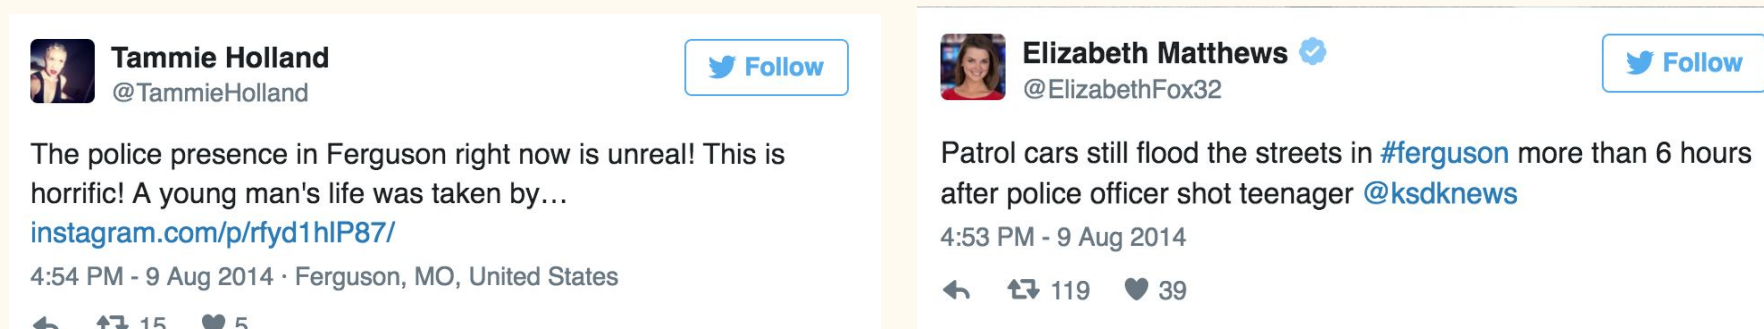 Tammie Holland
@TammieHolland
Follow
The police presence in Ferguson right now is unreal! This is
horrific! A young man's life was taken by…
instagram.com/p/rfyd1hlP87/
4:54 PM - 9 Aug 2014 · Ferguson, MO, United States
15 5
Elizabeth Matthews
@ElizabethFox32
Follow
Patrol cars still flood the streets in #ferguson more than 6 hours
after police officer shot teenager @ksdknews
4:53 PM - 9 Aug 2014
119 39